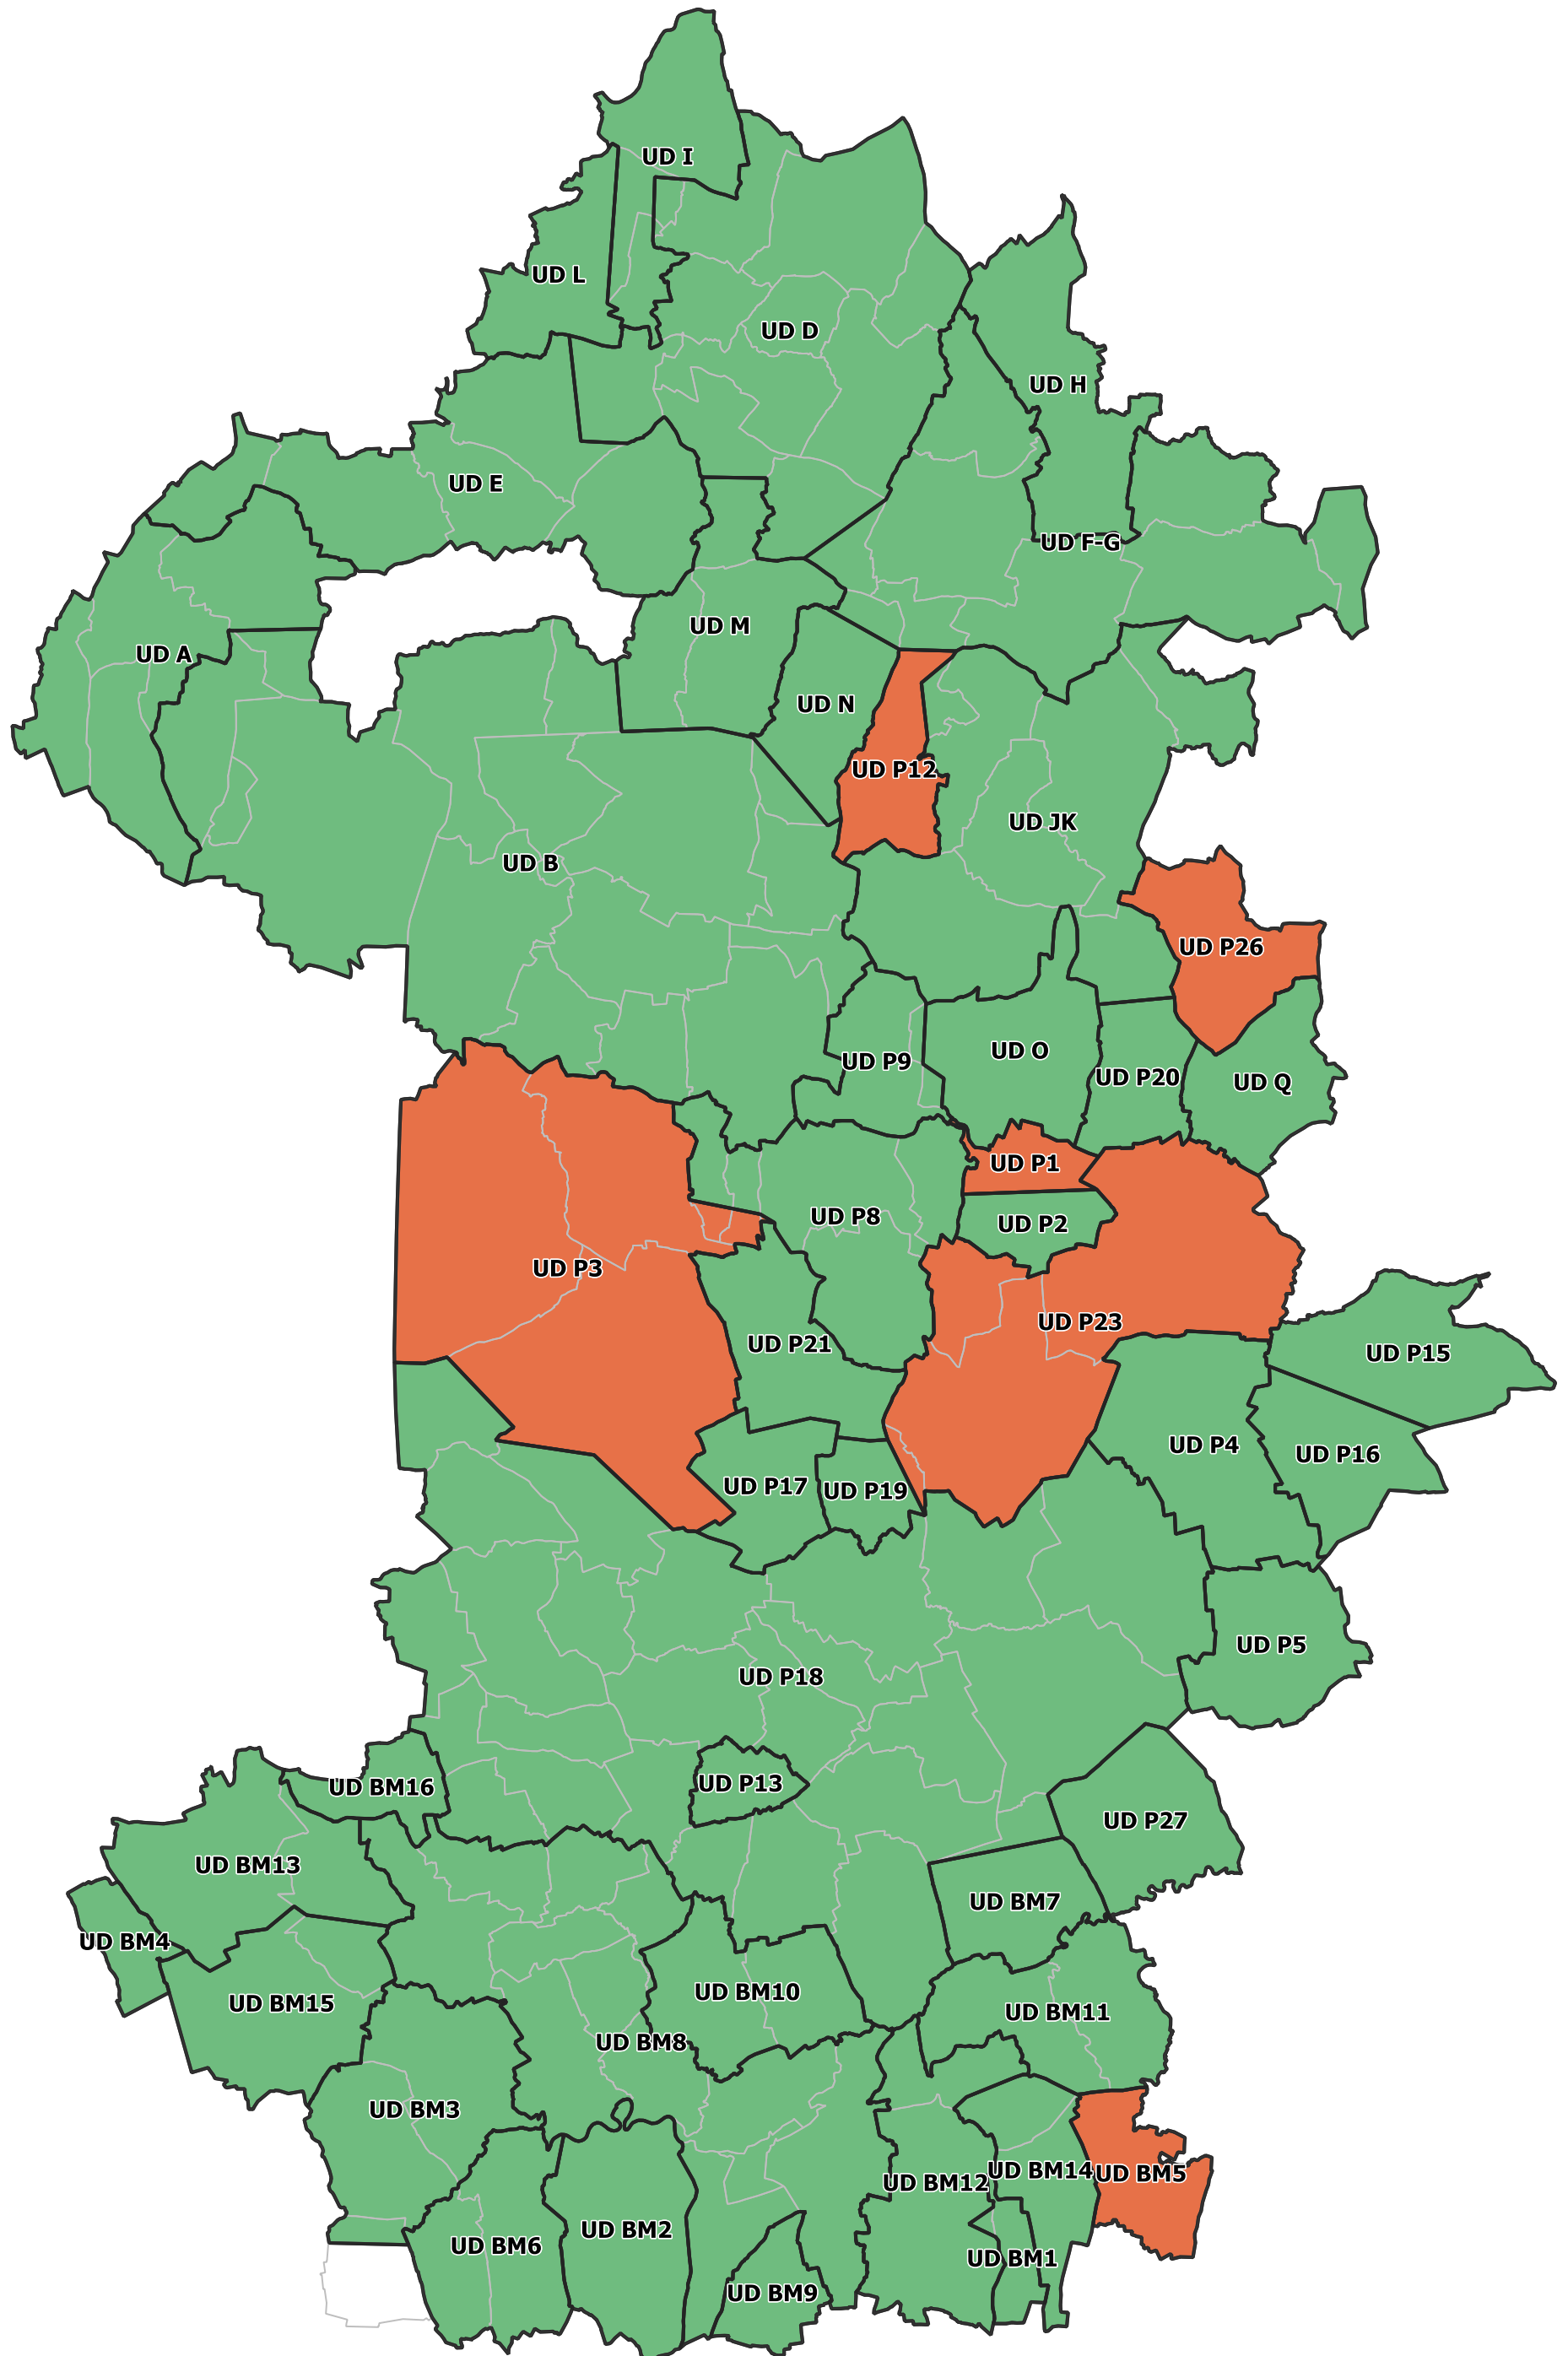 UD I
UD L
UD D
UD H
UD E
UD F-G
UD M
UD A
UD N
UD P12
UD JK
UD B
UD P26
UD O
UD P9
UD P20
UD Q
UD P1
UD P8
UD P2
UD P3
UD P23
UD P21
UD P15
UD P4
UD P16
UD P17
UD P19
UD P5
UD P18
UD P13
UD BM16
UD P27
UD BM13
UD BM7
UD BM4
UD BM10
UD BM15
UD BM11
UD BM8
UD BM3
UD BM14
UD BM5
UD BM12
UD BM2
UD BM6
UD BM1
UD BM9